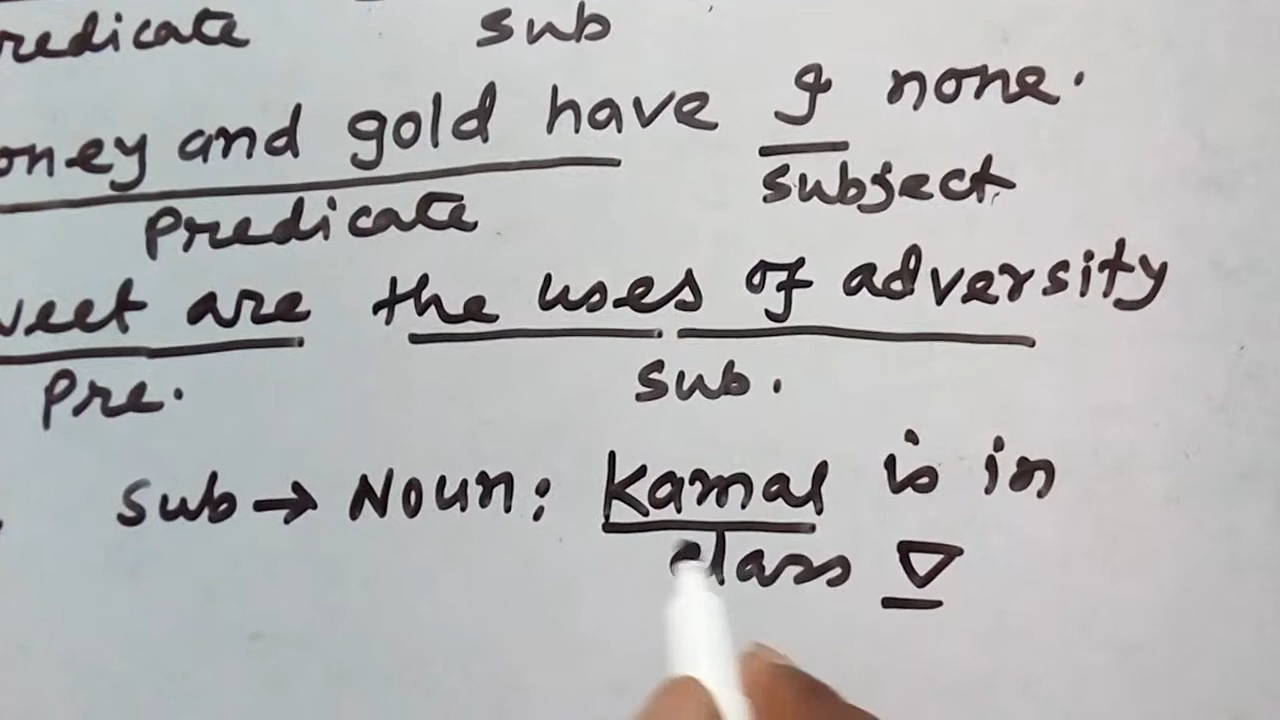 redicate sub
oney and gold have I none.
Predicate subject
weet are the uses of adversity
Pre. sub.
sub → Noun: Kamal is in
class V